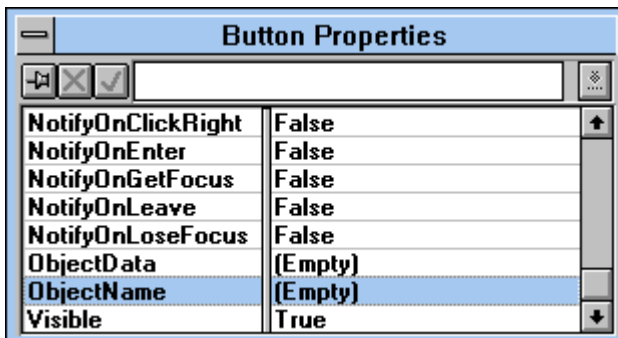 Button Properties
NotifyOnClickRight False
NotifyOnEnter False
NotifyOnGetFocus False
NotifyOnLeave False
NotifyOnLoseFocus False
ObjectData (Empty)
ObjectName (Empty)
Visible True